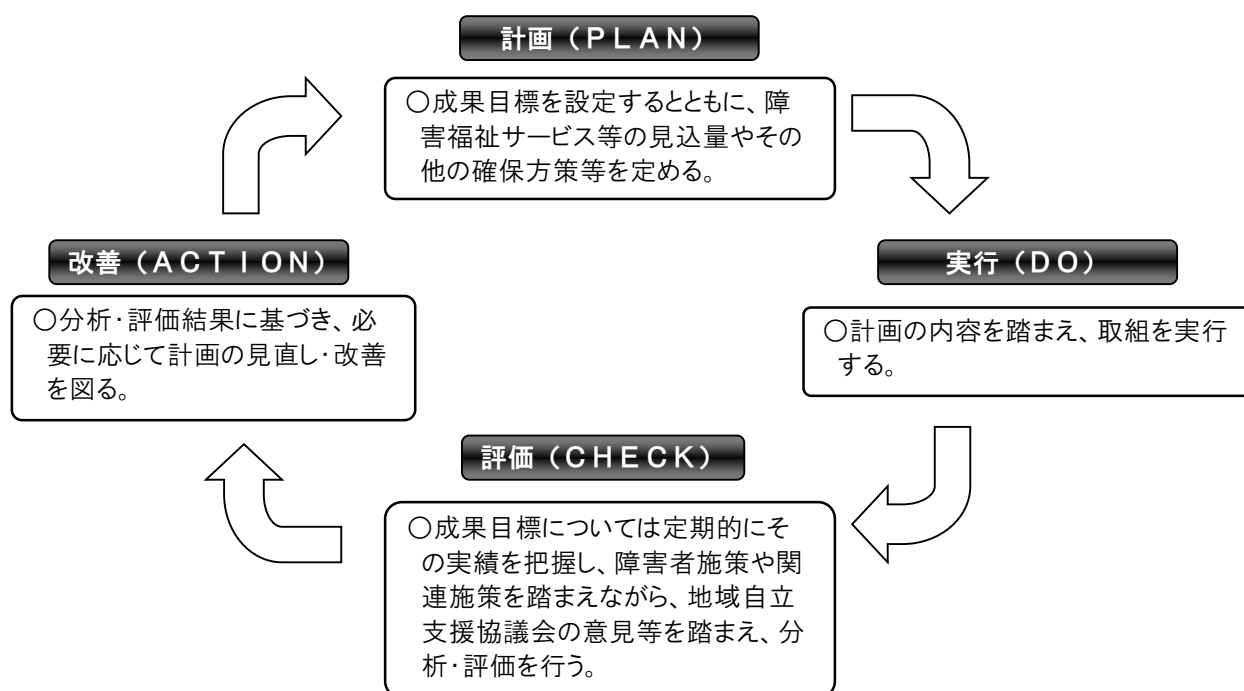 計画（ＰＬＡＮ）
○成果目標を設定するとともに、障
害福祉サービス等の見込量やその
他の確保方策等を定める。
改善（ＡＣＴＩＯＮ）
○分析・評価結果に基づき、必
要に応じて計画の見直し・改善
を図る。
実行（ＤＯ）
○計画の内容を踏まえ、取組を実行
する。
評価（ＣＨＥＣＫ）
○成果目標については定期的にそ
の実績を把握し、障害者施策や関
連施策を踏まえながら、地域自立
支援協議会の意見等を踏まえ、分
析・評価を行う。